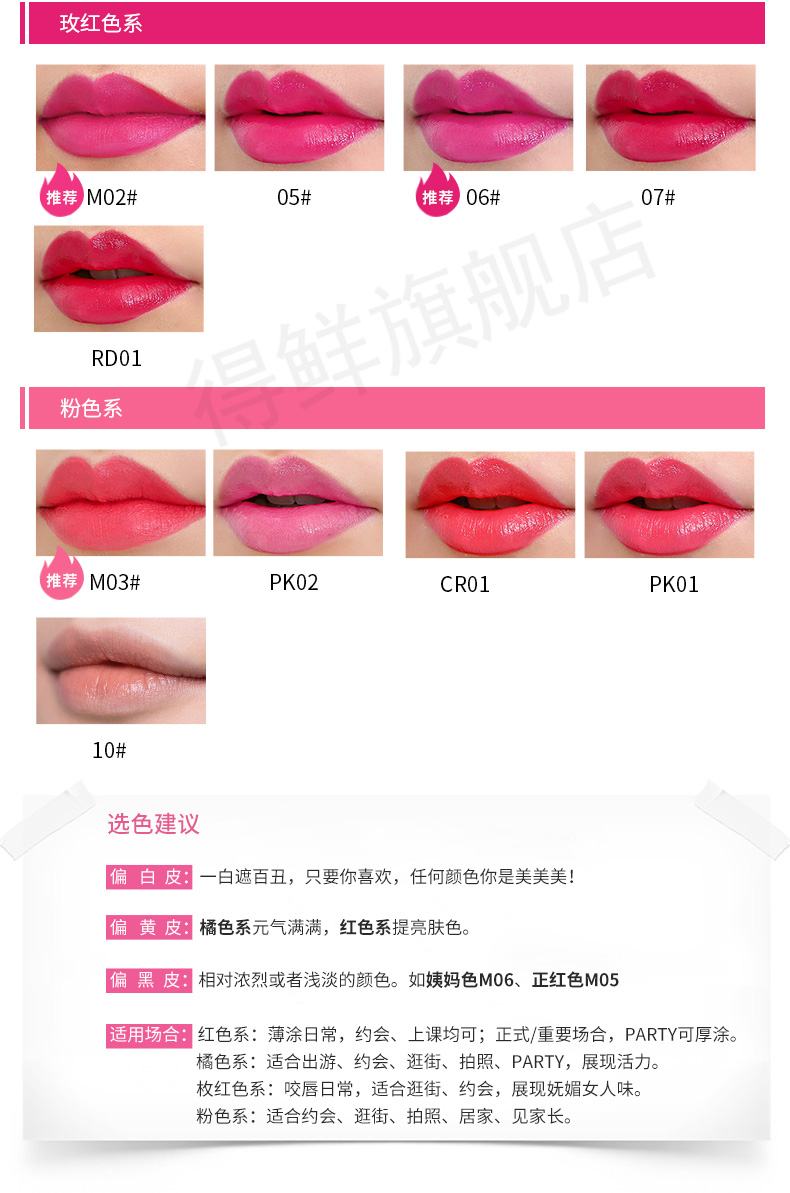 玫红色系
推荐 M02#
05#
推荐 06#
07#
RD01
得鲜旗舰店
粉色系
推荐 M03#
PK02
CR01
PK01
10#
选色建议
偏 白 皮：一白遮百丑，只要你喜欢，任何颜色你是美美美！
偏 黄 皮：橘色系元气满满，红色系提亮肤色。
偏 黑 皮：相对浓烈或者浅淡的颜色。如姨妈色M06、正红色M05
适用场合：红色系：薄涂日常，约会、上课均可；正式/重要场合，PARTY可厚涂。
橘色系：适合出游、约会、逛街、拍照、PARTY，展现活力。
枚红色系：咬唇日常，适合逛街、约会，展现妩媚女人味。
粉色系：适合约会、逛街、拍照、居家、见家长。